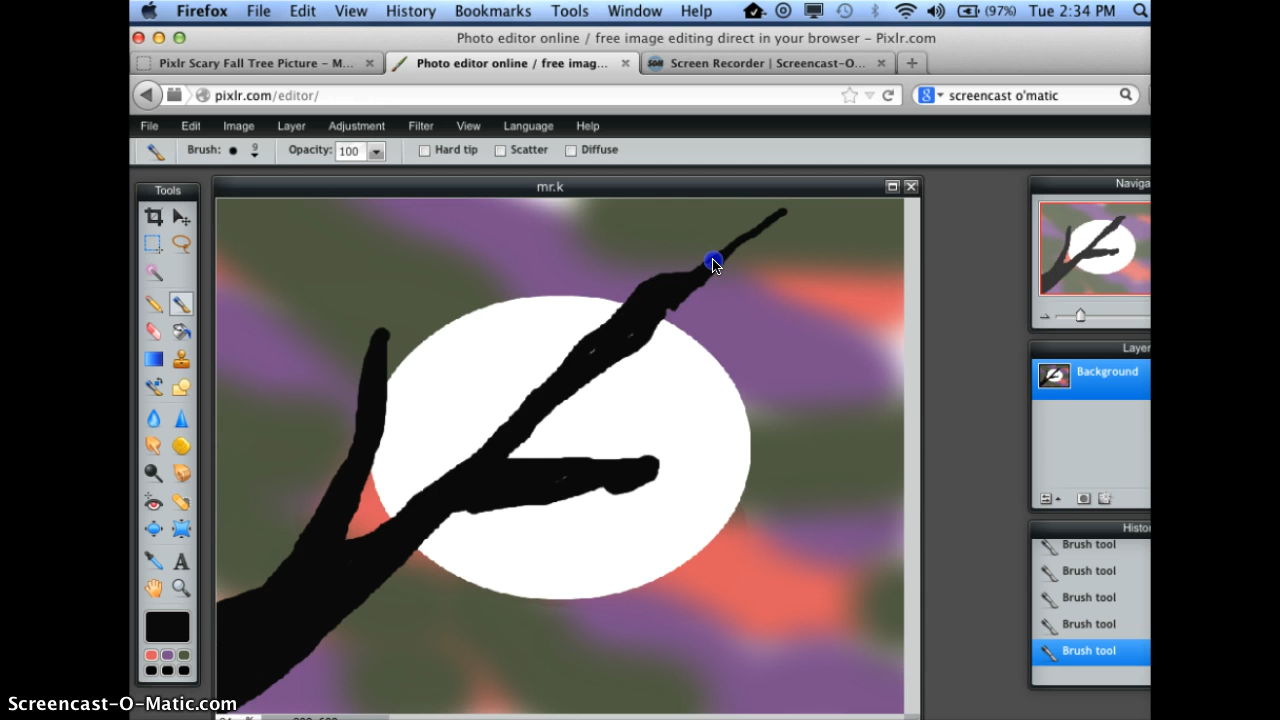 Firefox File Edit View History Bookmarks Tools Window Help (97%) Tue 2:34 PM
Photo editor online / free image editing direct in your browser – Pixlr.com
Pixlr Scary Fall Tree Picture – M... Photo editor online / free imag... Screen Recorder | Screencast-O...
pixlr.com/editor/ screencast o'matic
File Edit Image Layer Adjustment Filter View Language Help
Brush: 9 Opacity: 100 Hard tip Scatter Diffuse
Tools
mr.k
Naviga
Layer
Background
Histo
Brush tool
Brush tool
Brush tool
Brush tool
Brush tool
Screencast-O-Matic.com